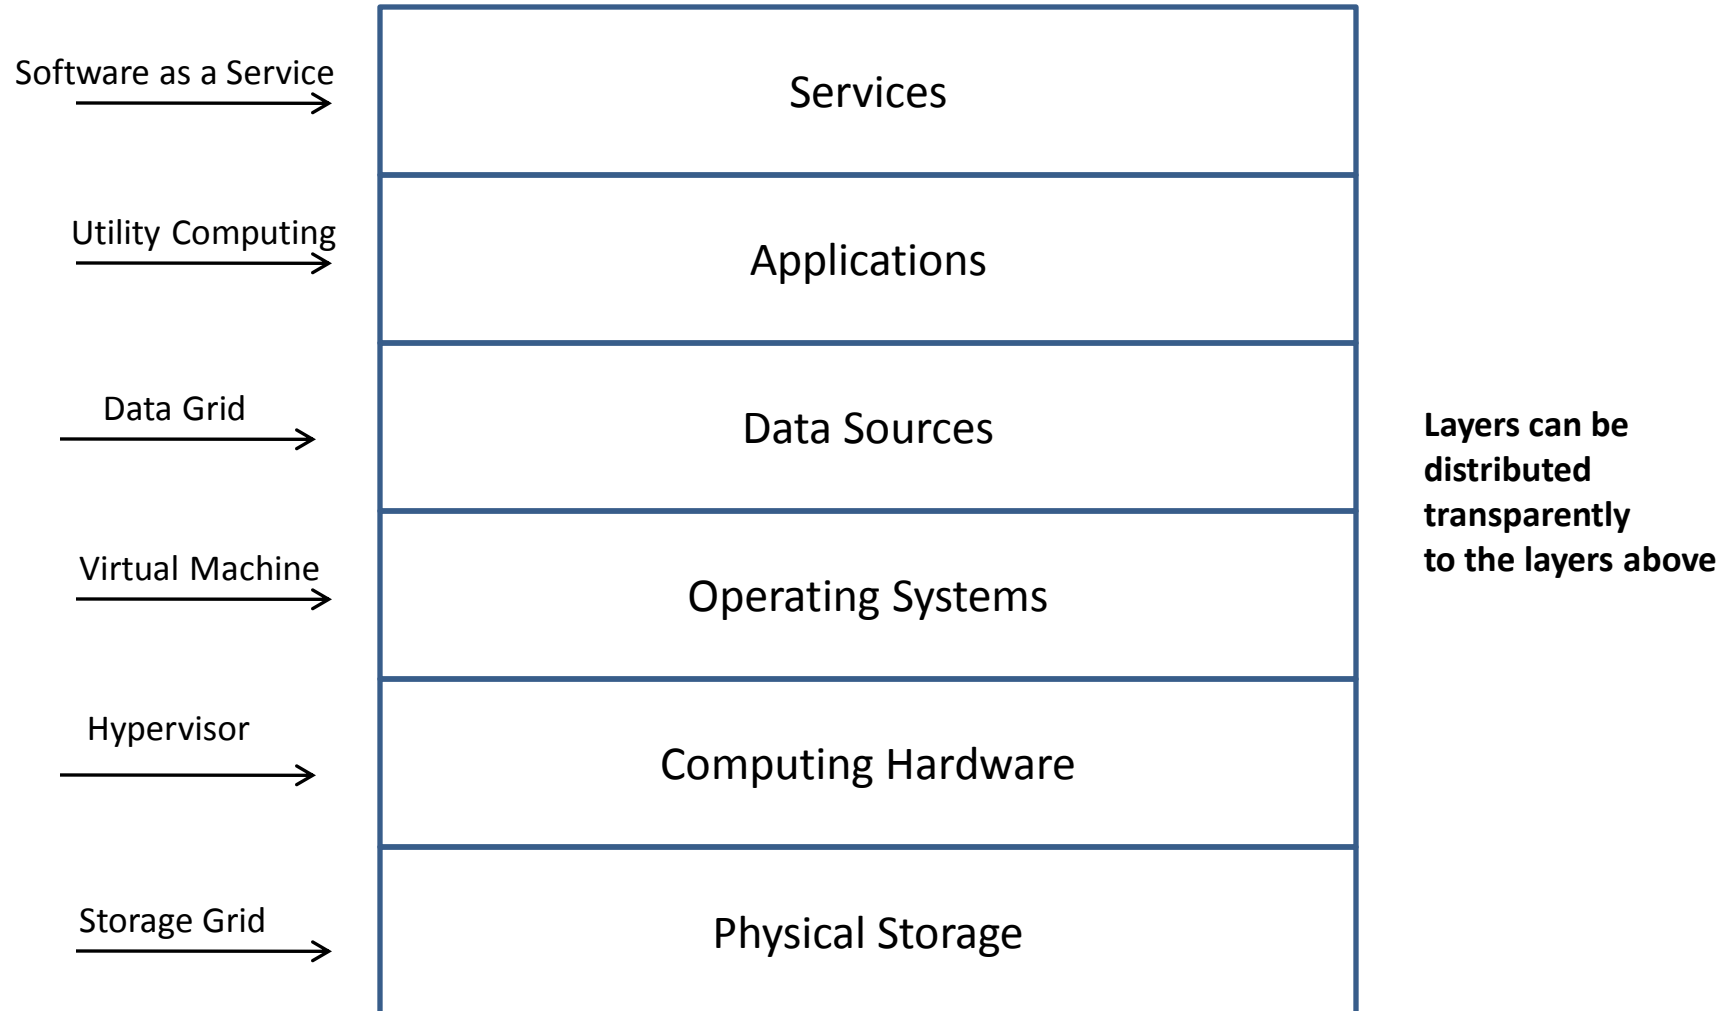 Software as a Service
Services
Utility Computing
Applications
Data Grid
Data Sources
Layers can be
distributed
transparently
to the layers above
Virtual Machine
Operating Systems
Hypervisor
Computing Hardware
Storage Grid
Physical Storage